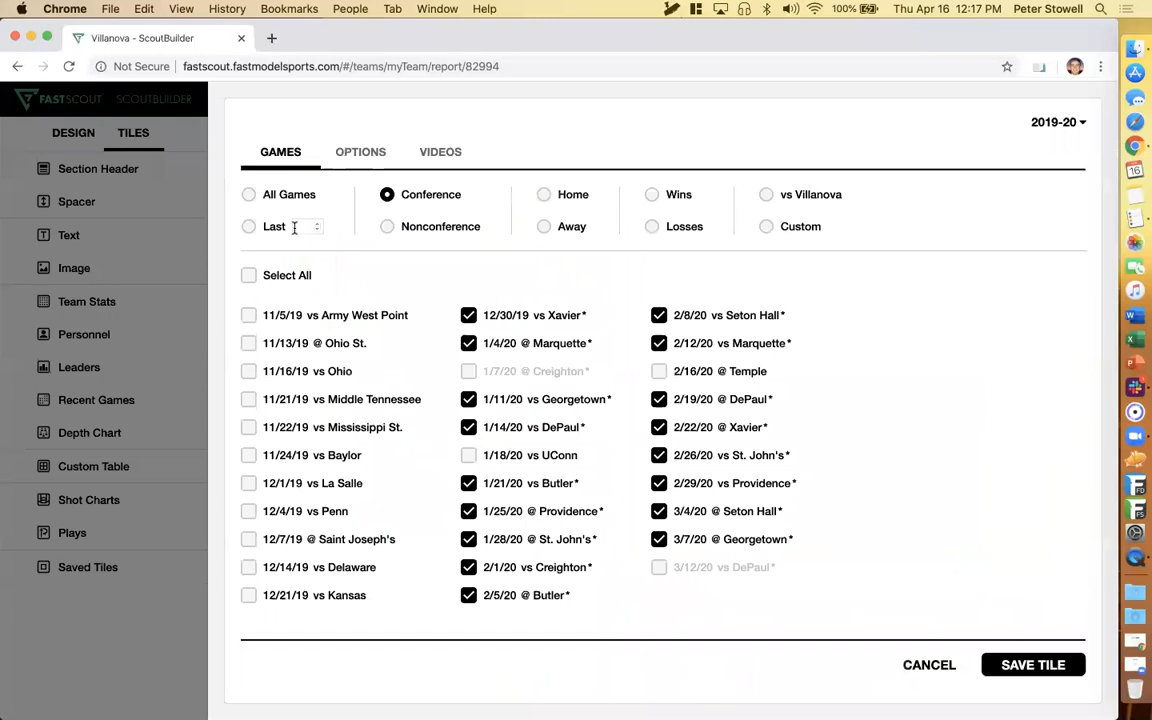 Chrome File Edit View History Bookmarks People Tab Window Help 100% Thu Apr 16 12:17 PM Peter Stowell
Villanova - ScoutBuilder
Not Secure fastscout.fastmodelsports.com/#/teams/myTeam/report/82994
FASTSCOUT SCOUTBUILDER
DESIGN TILES
Section Header
Spacer
Text
Image
Team Stats
Personnel
Leaders
Recent Games
Depth Chart
Custom Table
Shot Charts
Plays
Saved Tiles
2019-20
GAMES OPTIONS VIDEOS
All Games Conference Home Wins vs Villanova
Last Nonconference Away Losses Custom
Select All
11/5/19 vs Army West Point
11/13/19 @ Ohio St.
11/16/19 vs Ohio
11/21/19 vs Middle Tennessee
11/22/19 vs Mississippi St.
11/24/19 vs Baylor
12/1/19 vs La Salle
12/4/19 vs Penn
12/7/19 @ Saint Joseph's
12/14/19 vs Delaware
12/21/19 vs Kansas
12/30/19 vs Xavier*
1/4/20 @ Marquette*
1/7/20 @ Creighton*
1/11/20 vs Georgetown*
1/14/20 vs DePaul*
1/18/20 vs UConn
1/21/20 vs Butler*
1/25/20 @ Providence*
1/28/20 @ St. John's*
2/1/20 vs Creighton*
2/5/20 @ Butler*
2/8/20 vs Seton Hall*
2/12/20 vs Marquette*
2/16/20 @ Temple
2/19/20 @ DePaul*
2/22/20 @ Xavier*
2/26/20 vs St. John's*
2/29/20 vs Providence*
3/4/20 @ Seton Hall*
3/7/20 @ Georgetown*
3/12/20 vs DePaul*
CANCEL SAVE TILE